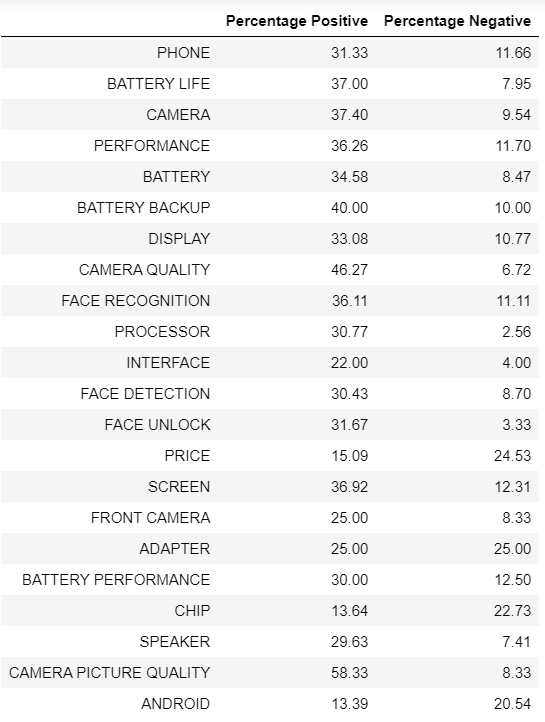 Percentage Positive Percentage Negative
PHONE 31.33 11.66
BATTERY LIFE 37.00 7.95
CAMERA 37.40 9.54
PERFORMANCE 36.26 11.70
BATTERY 34.58 8.47
BATTERY BACKUP 40.00 10.00
DISPLAY 33.08 10.77
CAMERA QUALITY 46.27 6.72
FACE RECOGNITION 36.11 11.11
PROCESSOR 30.77 2.56
INTERFACE 22.00 4.00
FACE DETECTION 30.43 8.70
FACE UNLOCK 31.67 3.33
PRICE 15.09 24.53
SCREEN 36.92 12.31
FRONT CAMERA 25.00 8.33
ADAPTER 25.00 25.00
BATTERY PERFORMANCE 30.00 12.50
CHIP 13.64 22.73
SPEAKER 29.63 7.41
CAMERA PICTURE QUALITY 58.33 8.33
ANDROID 13.39 20.54